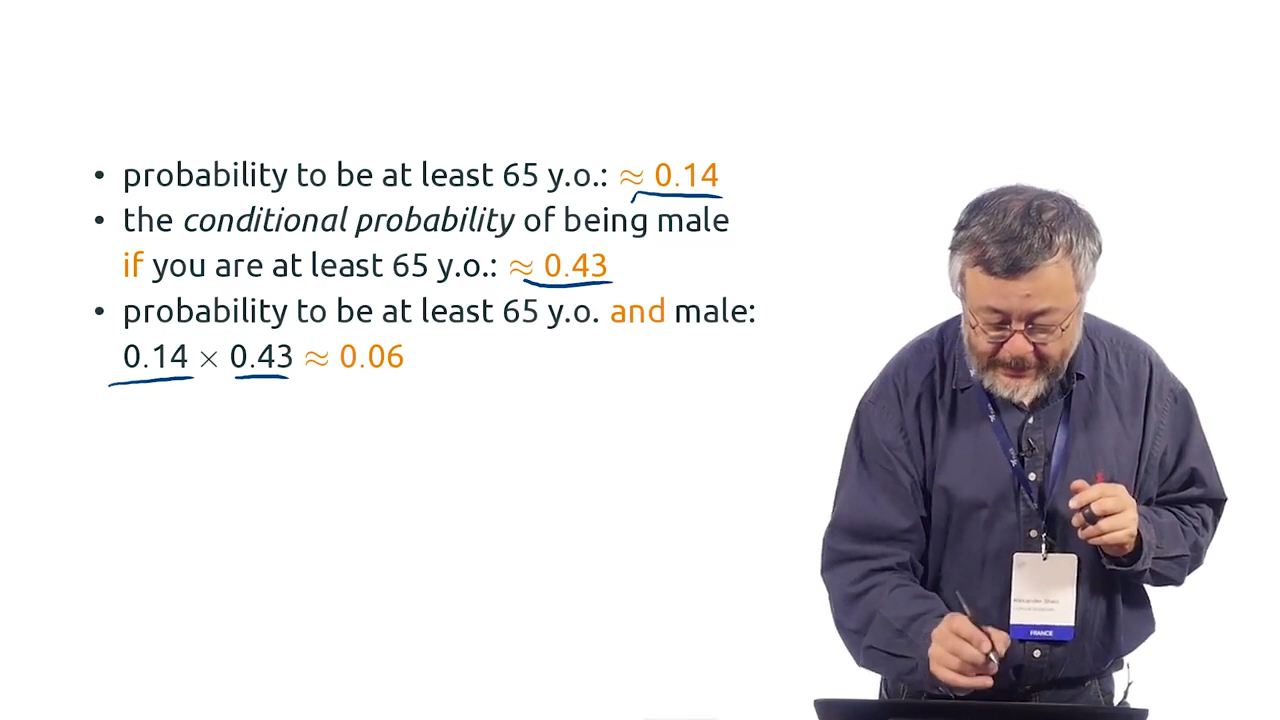 • probability to be at least 65 y.o.: ≈ 0.14
• the conditional probability of being male
if you are at least 65 y.o.: ≈ 0.43
• probability to be at least 65 y.o. and male:
0.14 × 0.43 ≈ 0.06
FRANCE